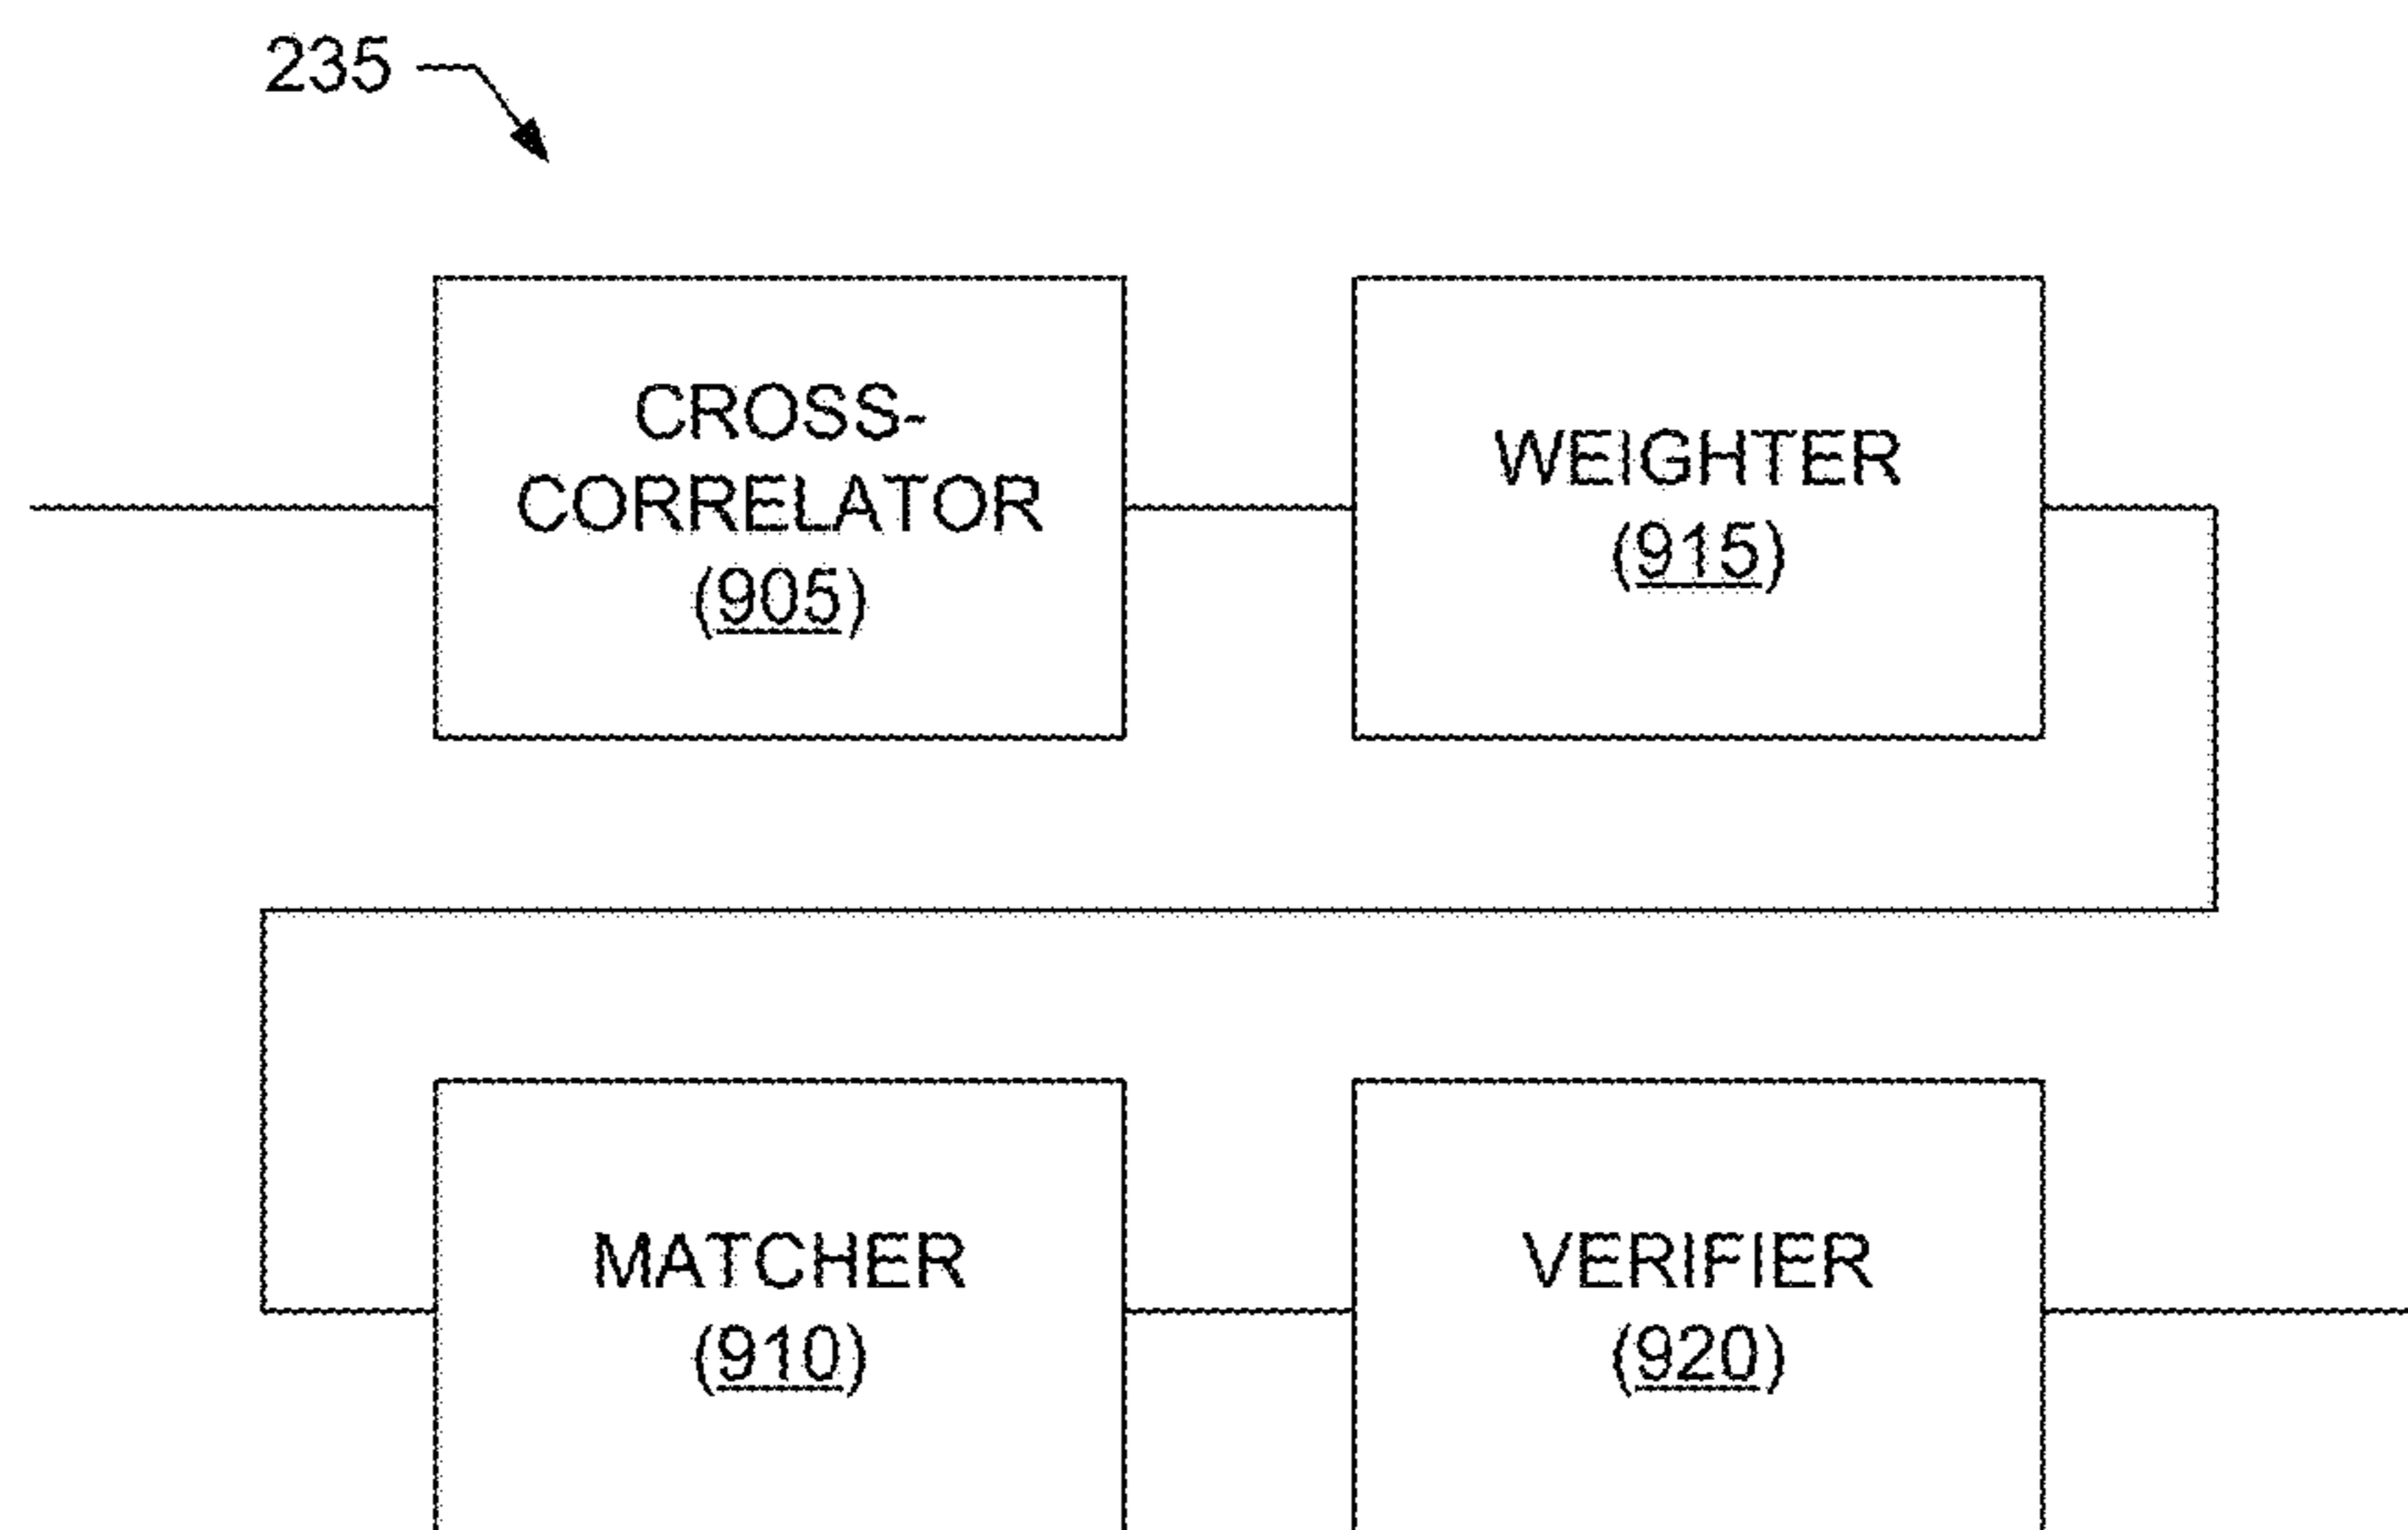 235
CROSS-
CORRELATOR
(905)
WEIGHTER
(915)
MATCHER
(910)
VERIFIER
(920)